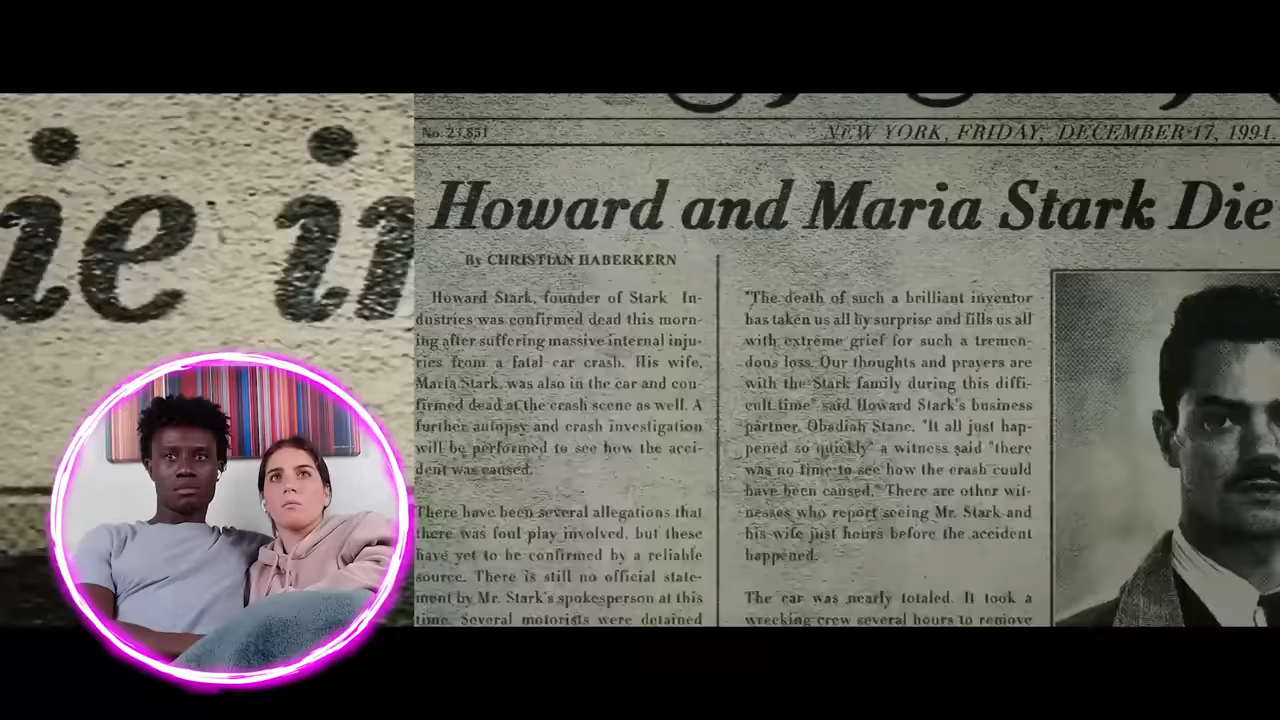 ie in
No. 23,851
NEW YORK, FRIDAY, DECEMBER 17, 1991.
Howard and Maria Stark Die
By CHRISTIAN HABERKERN
Howard Stark, founder of Stark In-
dustries was confirmed dead this morn-
ing after suffering massive internal inju-
ries from a fatal car crash. His wife,
Maria Stark, was also in the car and con-
firmed dead at the crash scene as well. A
further autopsy and crash investigation
will be performed to see how the acci-
dent was caused.
There have been several allegations that
there was foul play involved, but these
have yet to be confirmed by a reliable
source. There is still no official state-
ment by Mr. Stark's spokesperson at this
time. Several motorists were detained
"The death of such a brilliant inventor
has taken us all by surprise and fills us all
with extreme grief for such a tremen-
dous loss. Our thoughts and prayers are
with the Stark family during this diffi-
cult time" said Howard Stark's business
partner, Obadiah Stane. "It all just hap-
pened so quickly" a witness said "there
was no time to see how the crash could
have been caused." There are other wit-
nesses who report seeing Mr. Stark and
his wife just hours before the accident
happened.
The car was nearly totaled. It took a
wrecking crew several hours to remove